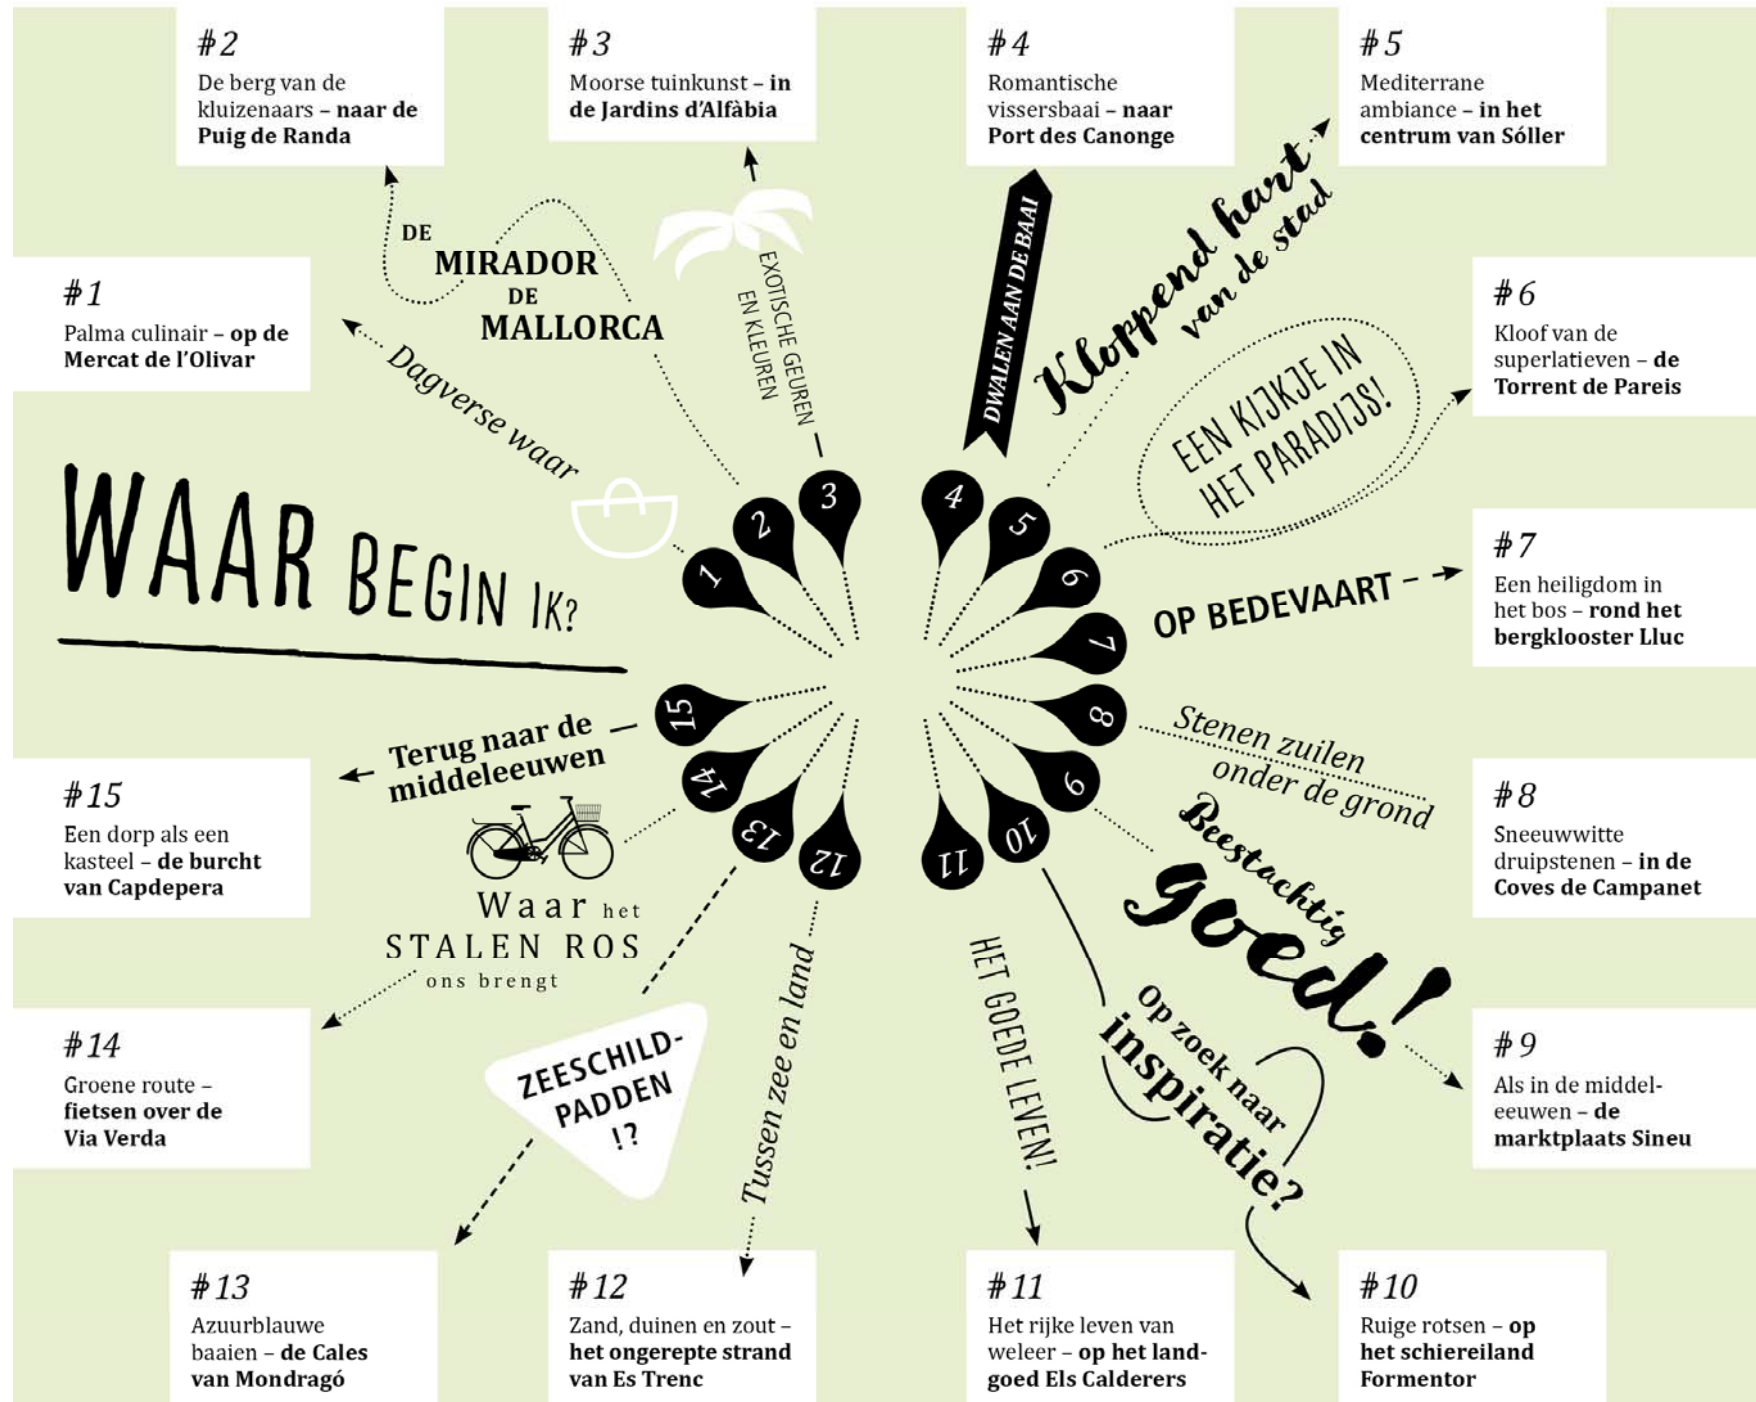 WAAR BEGIN IK?
#1
Palma culinair – op de
Mercat de l'Olivar
Dagverse waar
#2
De berg van de
kluizenaars – naar de
Puig de Randa
DE
MIRADOR
DE
MALLORCA
#3
Moorse tuinkunst – in
de Jardins d'Alfàbia
EXOTISCHE GEUREN
EN KLEUREN
#4
Romantische
vissersbaai – naar
Port des Canonge
DWALEN AAN DE BAAI
#5
Mediterrane
ambiance – in het
centrum van Sóller
Kloppend hart
van de stad
#6
Kloof van de
superlatieven – de
Torrent de Pareis
EEN KIJKJE IN
HET PARADIJS!
#7
Een heiligdom in
het bos – rond het
bergklooster Lluc
OP BEDEVAART
#8
Sneeuwwitte
druipstenen – in de
Coves de Campanet
Stenen zuilen
onder de grond
#9
Als in de middel-
eeuwen – de
marktplaats Sineu
Beestachtig
goed!
#10
Ruige rotsen – op
het schiereiland
Formentor
Op zoek naar
inspiratie?
#11
Het rijke leven van
weleer – op het land-
goed Els Calderers
HET GOEDE LEVEN!
#12
Zand, duinen en zout –
het ongerepte strand
van Es Trenc
Tussen zee en land
#13
Azuurblauwe
baaien – de Cales
van Mondragó
ZEESCHILD-
PADDEN
!?
#14
Groene route –
fietsen over de
Via Verda
Waar het
STALEN ROS
ons brengt
#15
Een dorp als een
kasteel – de burcht
van Capdepera
Terug naar de
middeleeuwen
1
2
3
4
5
6
7
8
9
10
11
12
13
14
15